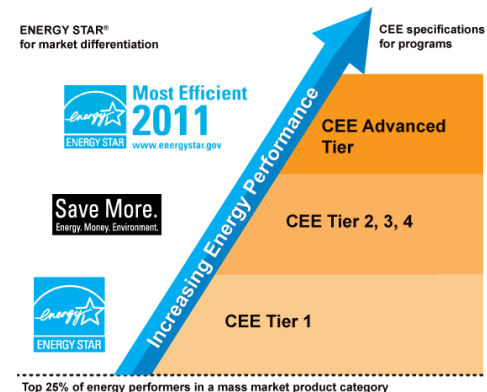 ENERGY STAR®
for market differentiation
CEE specifications
for programs
Most Efficient
2011
www.energystar.gov
energy
ENERGY STAR
Increasing Energy Performance
CEE Advanced
Tier
Save More.
Energy. Money. Environment.
CEE Tier 2, 3, 4
energy
ENERGY STAR
CEE Tier 1
Top 25% of energy performers in a mass market product category